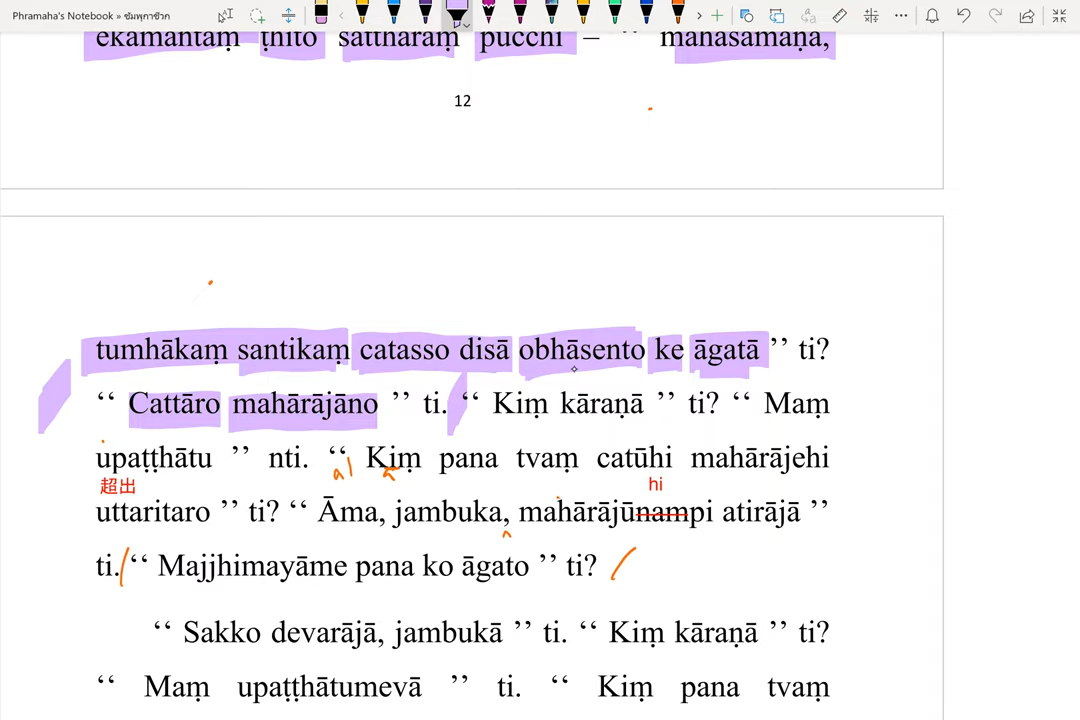 Phramaha's Notebook » ชัมพุกาชีวก
ekamantaṃ ṭhito satthāraṃ pucchi – ‘‘ mahāsamaṇa,
12
tumhākaṃ santikaṃ catasso disā obhāsento ke āgatā ’’ ti?
‘‘ Cattāro mahārājāno ’’ ti. ‘‘ Kiṃ kāraṇā ’’ ti? ‘‘ Maṃ
upaṭṭhātu ’’ nti. ‘‘ Kiṃ pana tvaṃ catūhi mahārājehi
超出 hi
uttaritaro ’’ ti? ‘‘ Āma, jambuka, mahārājūnampi atirājā ’’
ti. ‘‘ Majjhimayāme pana ko āgato ’’ ti?
‘‘ Sakko devarājā, jambukā ’’ ti. ‘‘ Kiṃ kāraṇā ’’ ti?
‘‘ Maṃ upaṭṭhātumevā ’’ ti. ‘‘ Kiṃ pana tvaṃ